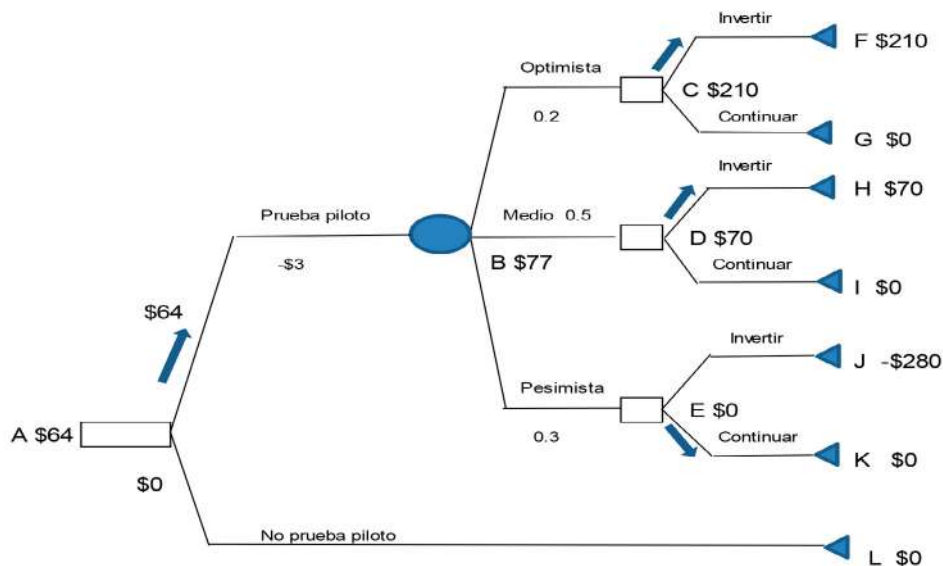 Invertir
F $210
Optimista
C $210
0.2
Continuar
G $0
Invertir
H $70
Prueba piloto
Medio 0.5
D $70
-$3
B $77
Continuar
I $0
$64
Invertir
J -$280
Pesimista
E $0
A $64
0.3
Continuar
K $0
$0
No prueba piloto
L $0